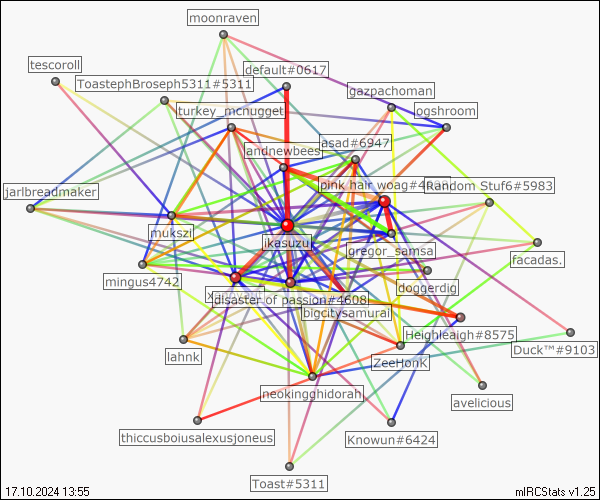 moonraven
tescoroll
default#0617
ToastephBroseph5311#5311
gazpachoman
turkey_mcnugget
ogshroom
asad#6947
andnewbees
pink hair woag#4
Random Stuf6#5983
jarlbreadmaker
mukszi
ikasuzu
gregor_samsa
facadas.
mingus4742
doggerdig
disaster of passion#4608
bigcitysamurai
Heighleaigh#8575
lahnk
ZeeHonK
Duck™#9103
neokingghidorah
avelicious
thiccusboiusalexusjoneus
Knowun#6424
Toast#5311
17.10.2024 13:55
mIRCStats v1.25